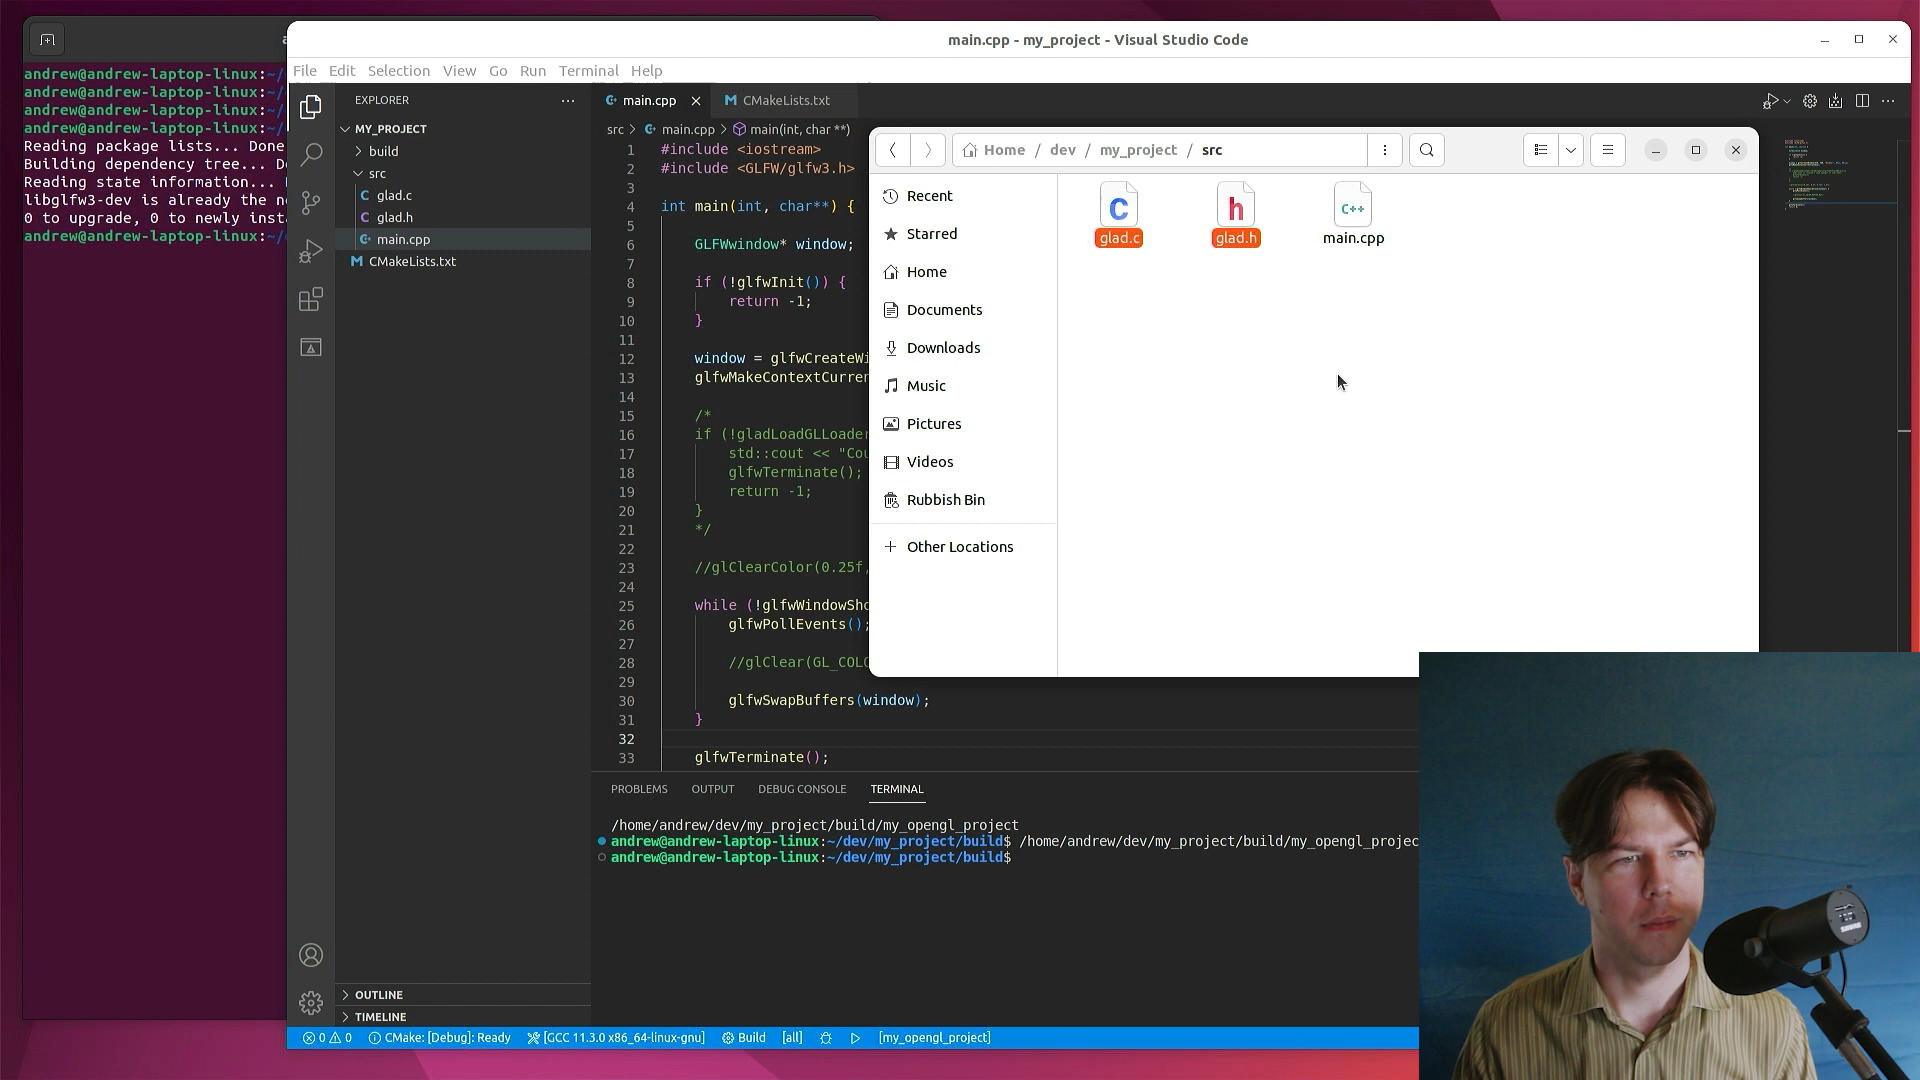 main.cpp - my_project - Visual Studio Code
File Edit Selection View Go Run Terminal Help
andrew@andrew-laptop-linux:~/
andrew@andrew-laptop-linux:~/
andrew@andrew-laptop-linux:~/
andrew@andrew-laptop-linux:~/
Reading package lists... Done
Building dependency tree... D
Reading state information...
libglfw3-dev is already the n
0 to upgrade, 0 to newly inst
andrew@andrew-laptop-linux:~/
EXPLORER
MY_PROJECT
build
src
C glad.c
C glad.h
main.cpp
M CMakeLists.txt
OUTLINE
TIMELINE
main.cpp
M CMakeLists.txt
src > main.cpp > main(int, char **)
1 #include <iostream>
2 #include <GLFW/glfw3.h>
3
4 int main(int, char**) {
5
6 GLFWwindow* window;
7
8 if (!glfwInit()) {
9 return -1;
10 }
11
12 window = glfwCreateWi
13 glfwMakeContextCurren
14
15 /*
16 if (!gladLoadGLLoader
17 std::cout << "Cou
18 glfwTerminate();
19 return -1;
20 }
21 */
22
23 //glClearColor(0.25f,
24
25 while (!glfwWindowSho
26 glfwPollEvents();
27
28 //glClear(GL_COLO
29
30 glfwSwapBuffers(window);
31 }
32
33 glfwTerminate();
Home / dev / my_project / src
Recent
Starred
Home
Documents
Downloads
Music
Pictures
Videos
Rubbish Bin
+ Other Locations
C
glad.c
h
glad.h
C++
main.cpp
PROBLEMS OUTPUT DEBUG CONSOLE TERMINAL
/home/andrew/dev/my_project/build/my_opengl_project
andrew@andrew-laptop-linux:~/dev/my_project/build$ /home/andrew/dev/my_project/build/my_opengl_projec
andrew@andrew-laptop-linux:~/dev/my_project/build$
0 0 CMake: [Debug]: Ready [GCC 11.3.0 x86_64-linux-gnu] Build [all] [my_opengl_project]
SHURE